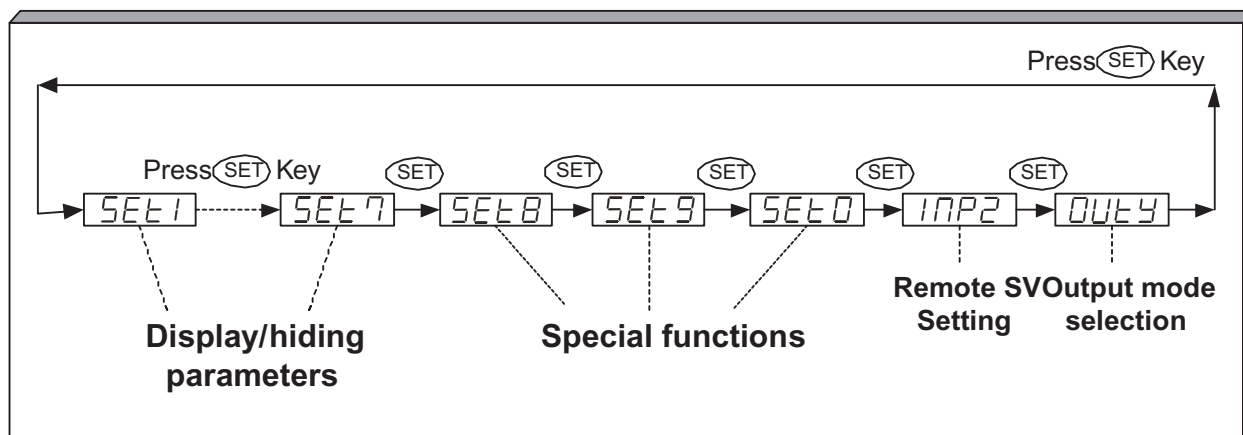 Press SET Key
Press SET Key SET SET SET SET SET
SEt1 SEt7 SEt8 SEt9 SEt0 INP2 OUtY
Display/hiding
parameters
Special functions
Remote SV
Setting
Output mode
selection